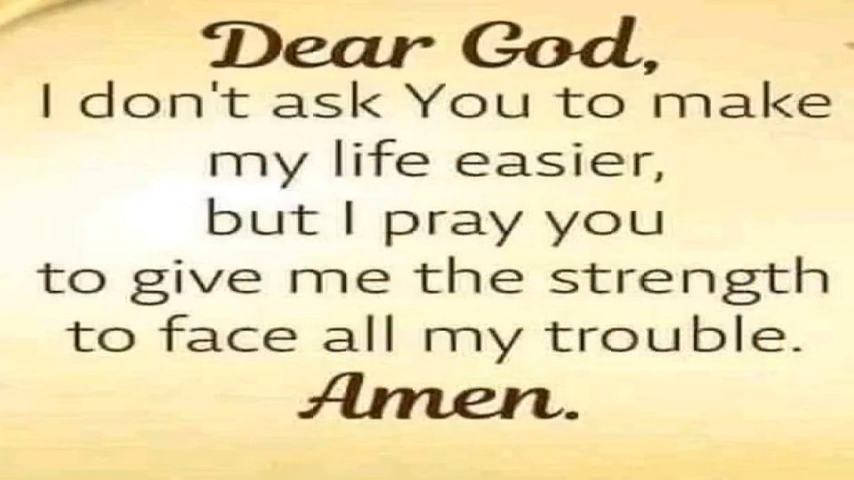 Dear God,
I don't ask You to make
my life easier,
but I pray you
to give me the strength
to face all my trouble.
Amen.